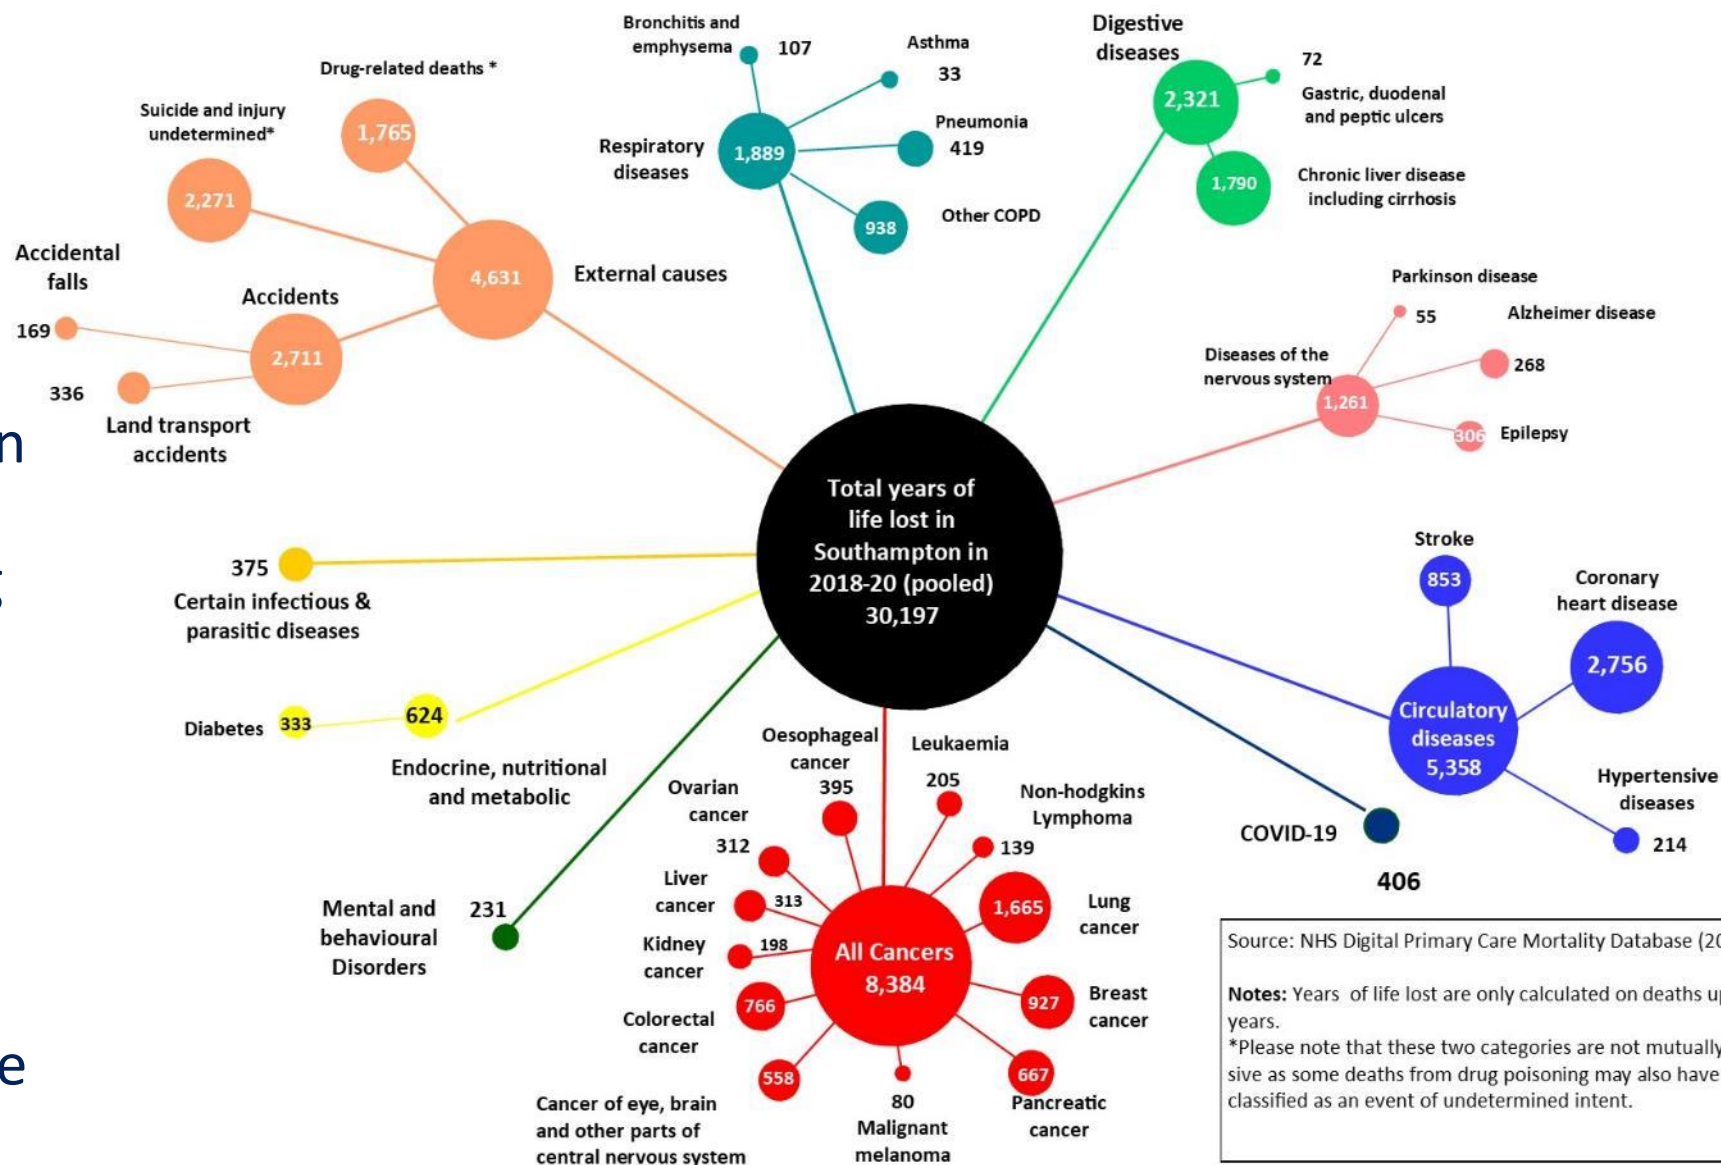 Bronchitis and
emphysema
107
Asthma
33
Pneumonia
419
Other COPD
938
Respiratory
diseases
1,889
Digestive
diseases
2,321
72
Gastric, duodenal
and peptic ulcers
1,790
Chronic liver disease
including cirrhosis
Drug-related deaths *
1,765
Suicide and injury
undetermined*
2,271
Accidental
falls
169
Accidents
2,711
336
Land transport
accidents
4,631
External causes
Parkinson disease
55
Alzheimer disease
268
Diseases of the
nervous system
1,261
306
Epilepsy
Total years of
life lost in
Southampton in
2018-20 (pooled)
30,197
375
Certain infectious &
parasitic diseases
Diabetes
333
624
Endocrine, nutritional
and metabolic
Mental and
behavioural
Disorders
231
Stroke
853
Coronary
heart disease
2,756
Circulatory
diseases
5,358
Hypertensive
diseases
214
COVID-19
406
Oesophageal
cancer
395
Leukaemia
205
Non-hodgkins
Lymphoma
139
Ovarian
cancer
312
Liver
cancer
313
Kidney
cancer
198
Colorectal
cancer
766
558
Cancer of eye, brain
and other parts of
central nervous system
80
Malignant
melanoma
667
Pancreatic
cancer
927
Breast
cancer
1,665
Lung
cancer
All Cancers
8,384
Source: NHS Digital Primary Care Mortality Database (20
Notes: Years of life lost are only calculated on deaths
years.
*Please note that these two categories are not mutually
sive as some deaths from drug poisoning may also have
classified as an event of undetermined intent.